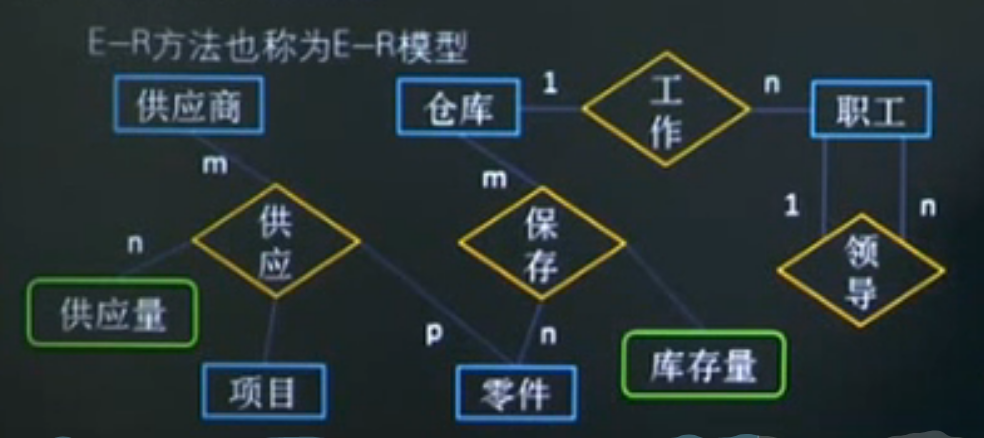 E-R方法也称为E-R模型
供应商
仓库
1
工作
n
职工
m
m
1
n
供应
保存
领导
n
供应量
p
n
库存量
项目
零件